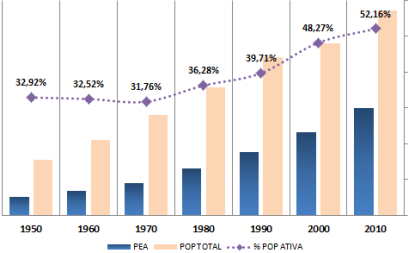 52,16%
48,27%
39,71%
36,28%
32,92% 32,52% 31,76%
1950 1960 1970 1980 1990 2000 2010
PEA POP TOTAL % POP ATIVA